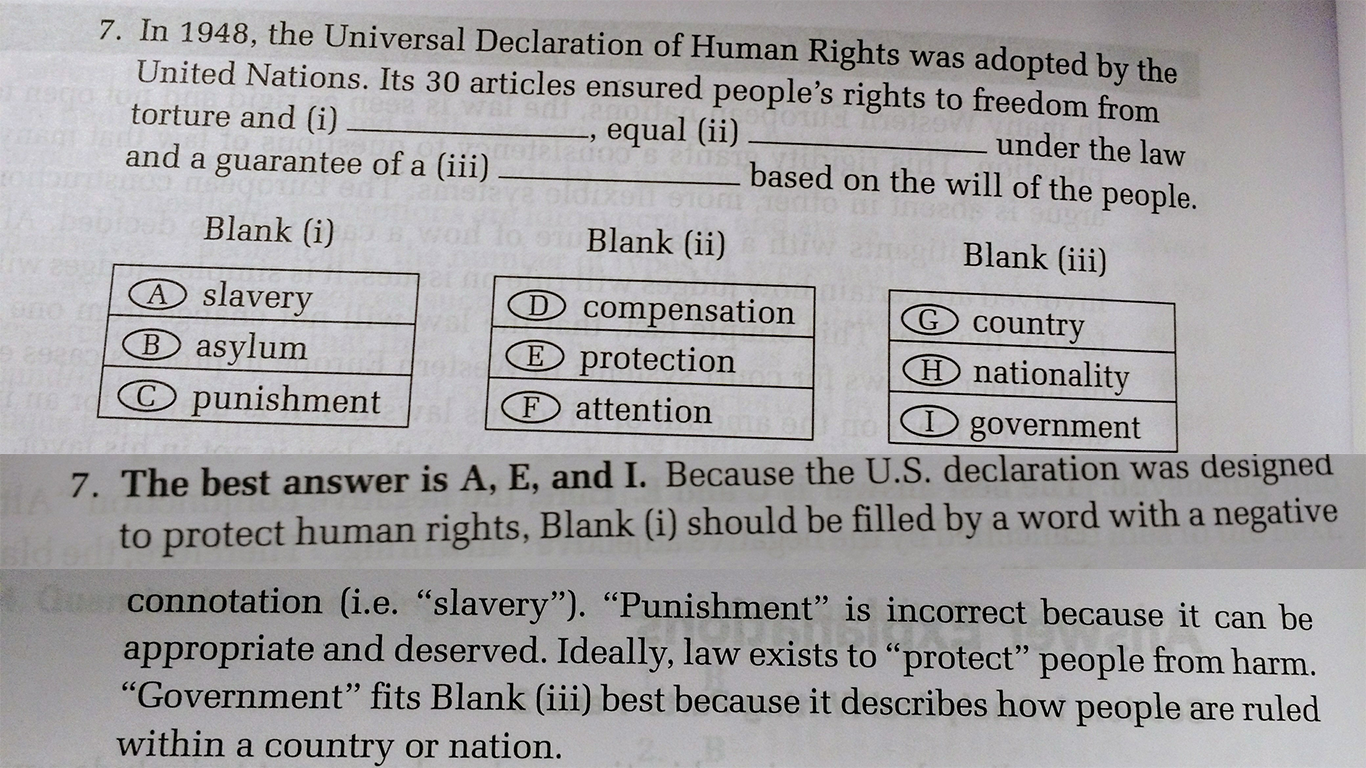 7. In 1948, the Universal Declaration of Human Rights was adopted by the
United Nations. Its 30 articles ensured people's rights to freedom from
torture and (i) ____________, equal (ii) ____________ under the law
and a guarantee of a (iii) ____________ based on the will of the people.
Blank (i) Blank (ii) Blank (iii)
A slavery D compensation G country
B asylum E protection H nationality
C punishment F attention I government
7. The best answer is A, E, and I. Because the U.S. declaration was designed
to protect human rights, Blank (i) should be filled by a word with a negative
connotation (i.e. “slavery”). “Punishment” is incorrect because it can be
appropriate and deserved. Ideally, law exists to “protect” people from harm.
“Government” fits Blank (iii) best because it describes how people are ruled
within a country or nation.